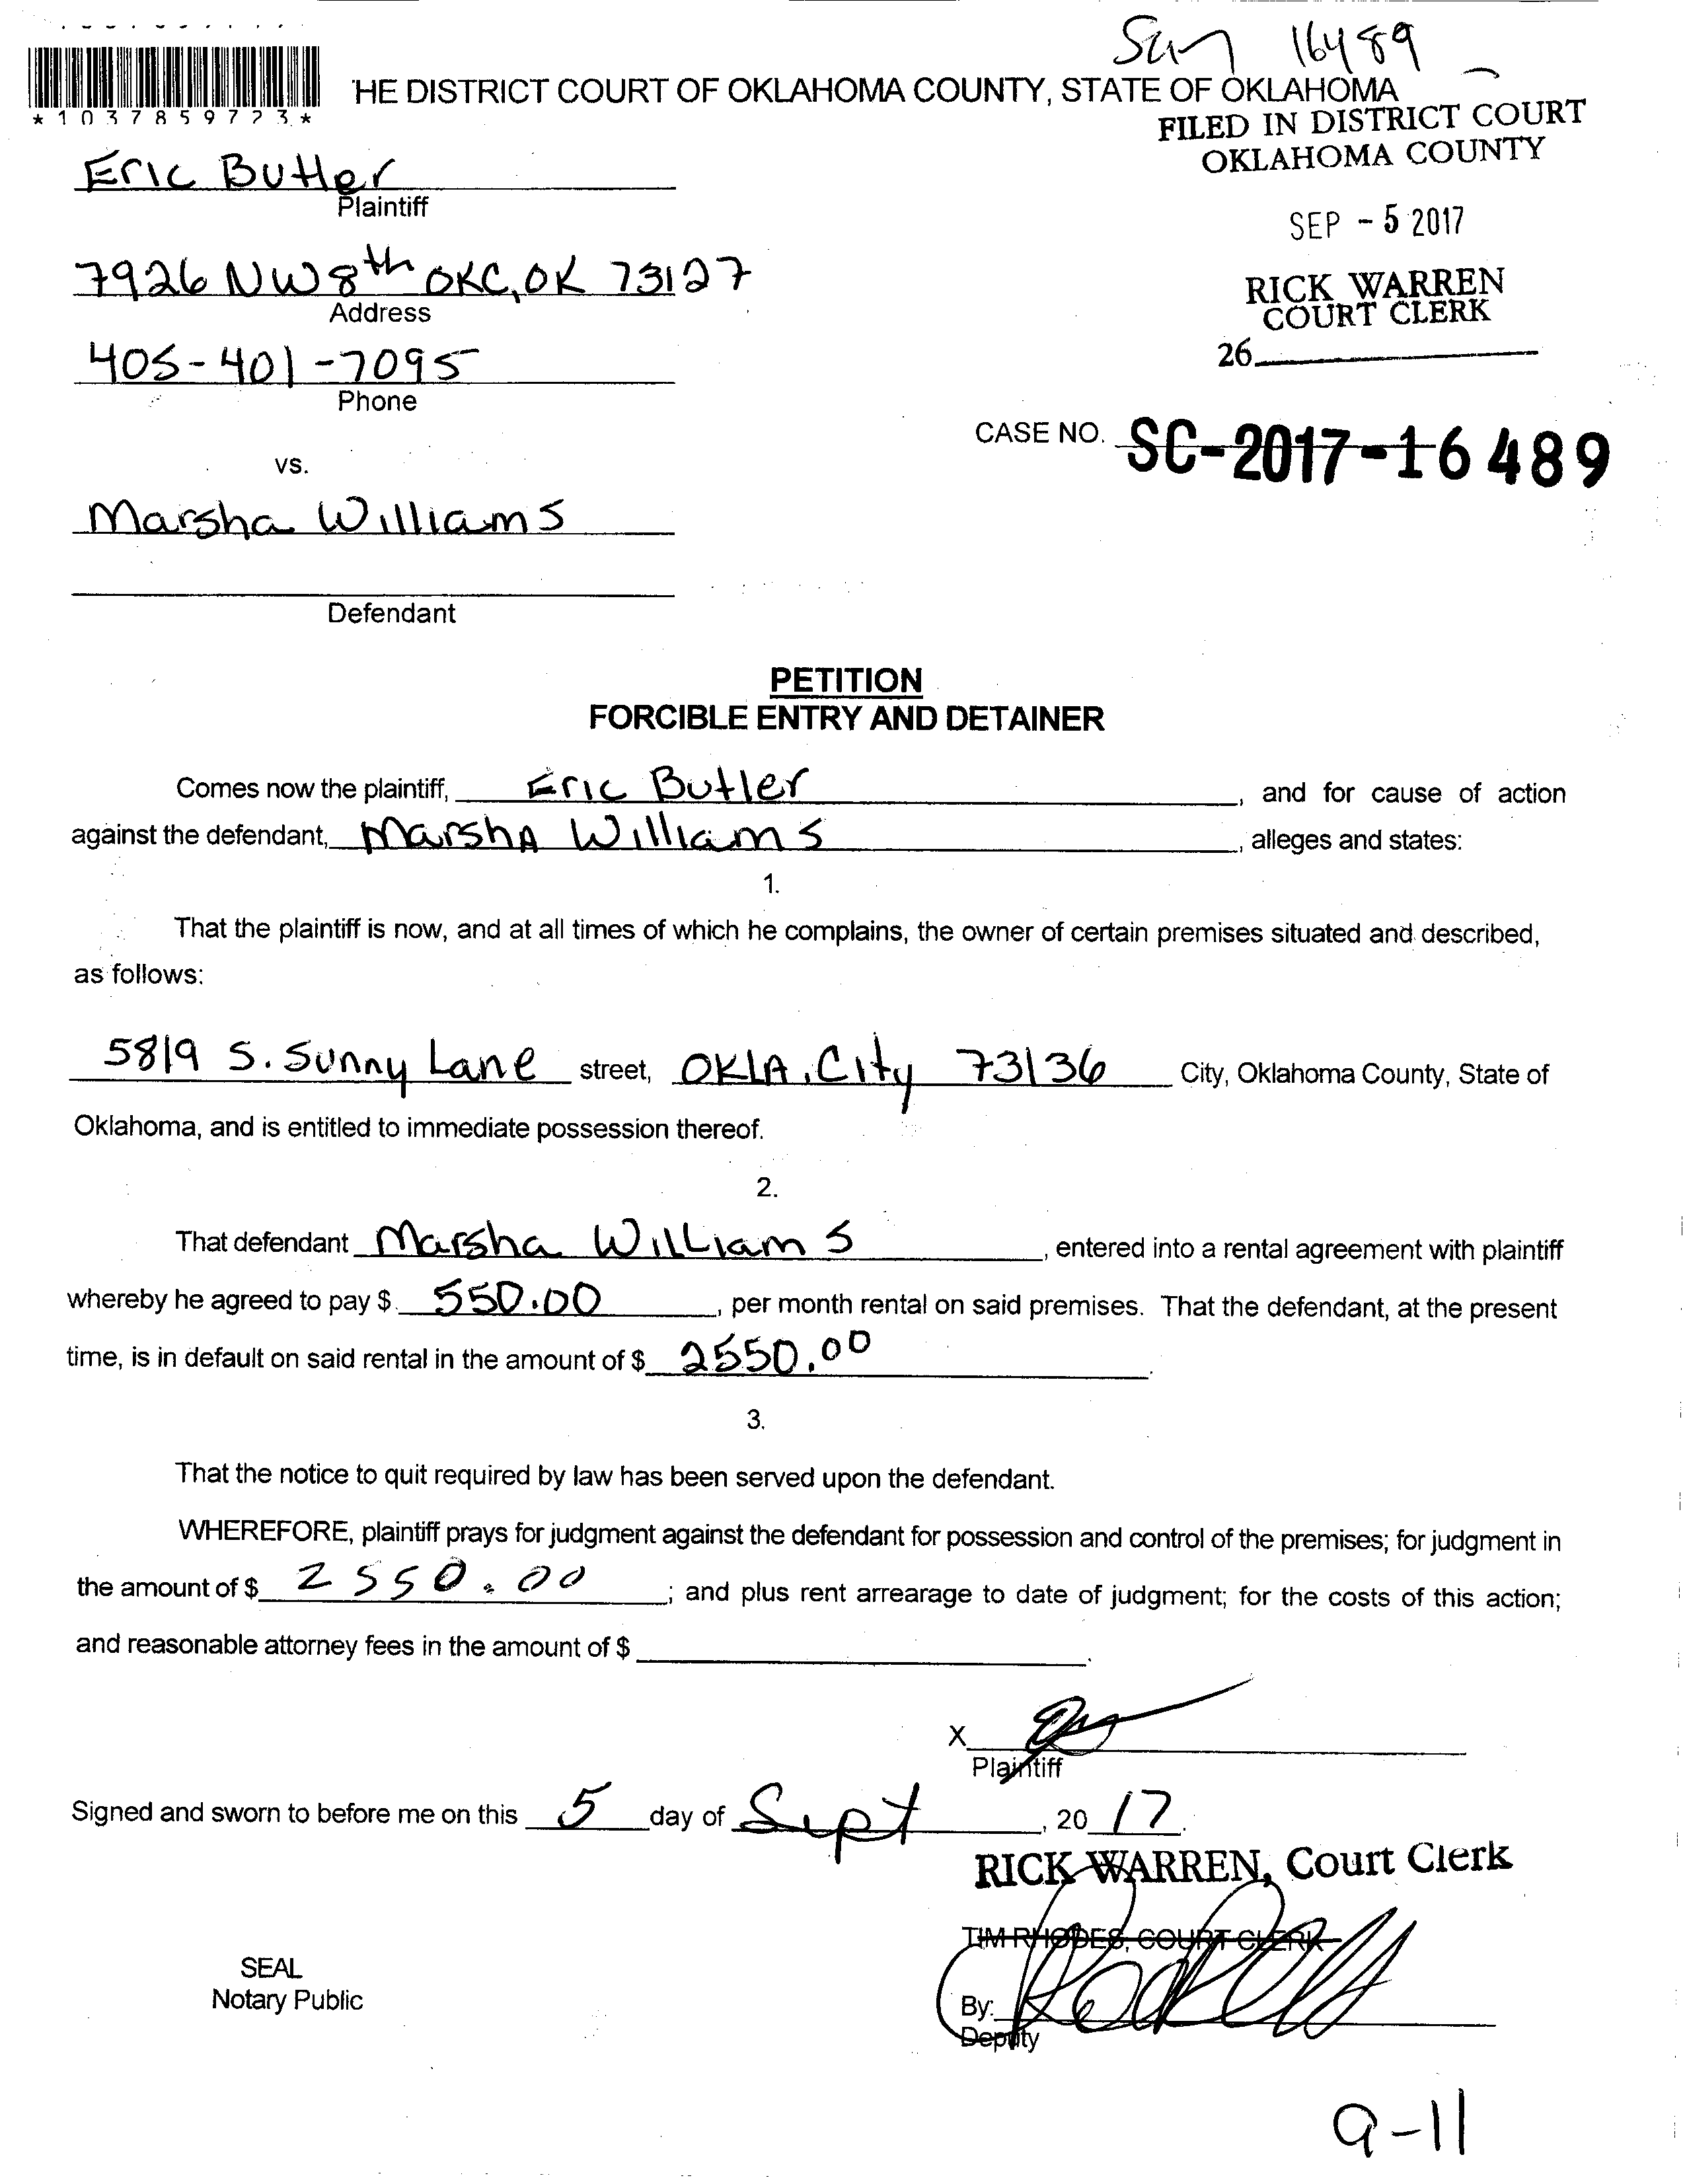 16489
'HE DISTRICT COURT OF OKLAHOMA COUNTY, STATE OF OKLAHOMA
*1037859723*
FILED IN DISTRICT COURT
OKLAHOMA COUNTY
Eric Butler
Plaintiff
SEP - 5 2017
7926 NW 8th OKC, OK 73127
Address
RICK WARREN
COURT CLERK
26
405-401-7095
Phone
CASE NO. SC-2017-16489
vs.
Marsha Williams
Defendant
PETITION
FORCIBLE ENTRY AND DETAINER
Comes now the plaintiff, Eric Butler, and for cause of action
against the defendant, MarshA Williams, alleges and states:
1.
That the plaintiff is now, and at all times of which he complains, the owner of certain premises situated and described,
as follows:
5819 S. Sunny Lane street, OKLA. City 73136 City, Oklahoma County, State of
Oklahoma, and is entitled to immediate possession thereof.
2.
That defendant Marsha WilLiams, entered into a rental agreement with plaintiff
whereby he agreed to pay $ 550.00, per month rental on said premises. That the defendant, at the present
time, is in default on said rental in the amount of $ 2550.00.
3.
That the notice to quit required by law has been served upon the defendant.
WHEREFORE, plaintiff prays for judgment against the defendant for possession and control of the premises; for judgment in
the amount of $ 2550.00; and plus rent arrearage to date of judgment; for the costs of this action;
and reasonable attorney fees in the amount of $ .
X
Plaintiff
Signed and sworn to before me on this 5 day of Sept, 20 17.
RICK WARREN, Court Clerk
TIM RHODES, COURT CLERK
SEAL
Notary Public
By:
Deputy
9-11